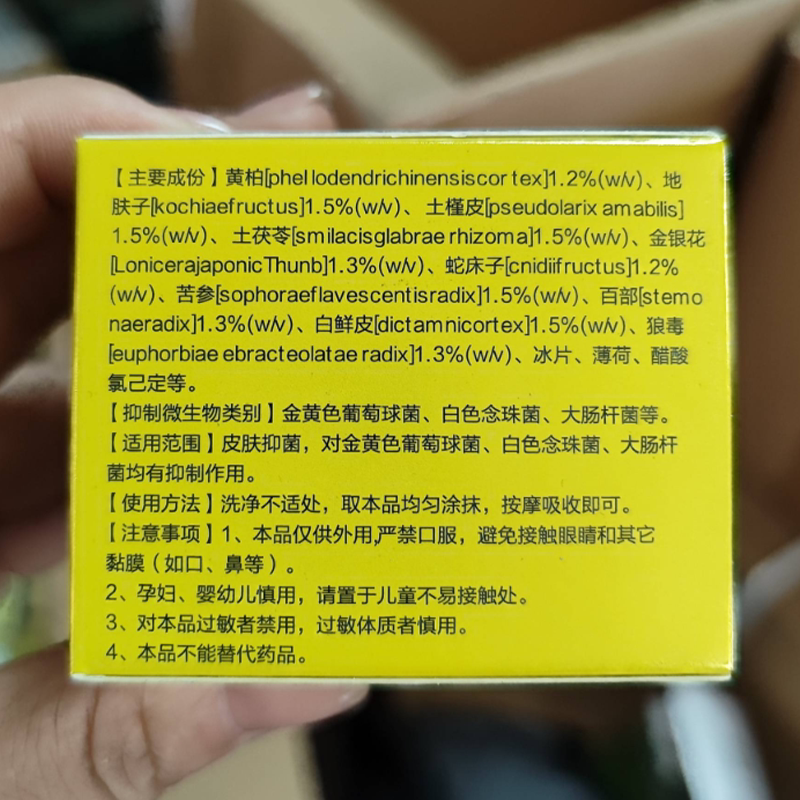 【主要成份】黄柏[phellodendrichinensiscortex]1.2%(w/v)、地
肤子[kochiaefructus]1.5%(w/v)、土槿皮[pseudolarix amabilis]
1.5%(w/v)、土茯苓[smilacisglabrae rhizoma]1.5%(w/v)、金银花
[LonicerajaponicThunb]1.3%(w/v)、蛇床子[cnidiifructus]1.2%
(w/v)、苦参[sophoraeflavescentisradix]1.5%(w/v)、百部[stemo
naeradix]1.3%(w/v)、白鲜皮[dictamnicortex]1.5%(w/v)、狼毒
[euphorbiae ebracteolatae radix]1.3%(w/v)、冰片、薄荷、醋酸
氯己定等。
【抑制微生物类别】金黄色葡萄球菌、白色念珠菌、大肠杆菌等。
【适用范围】皮肤抑菌，对金黄色葡萄球菌、白色念珠菌、大肠杆
菌均有抑制作用。
【使用方法】洗净不适处，取本品均匀涂抹，按摩吸收即可。
【注意事项】1、本品仅供外用,严禁口服，避免接触眼睛和其它
黏膜（如口、鼻等）。
2、孕妇、婴幼儿慎用，请置于儿童不易接触处。
3、对本品过敏者禁用，过敏体质者慎用。
4、本品不能替代药品。